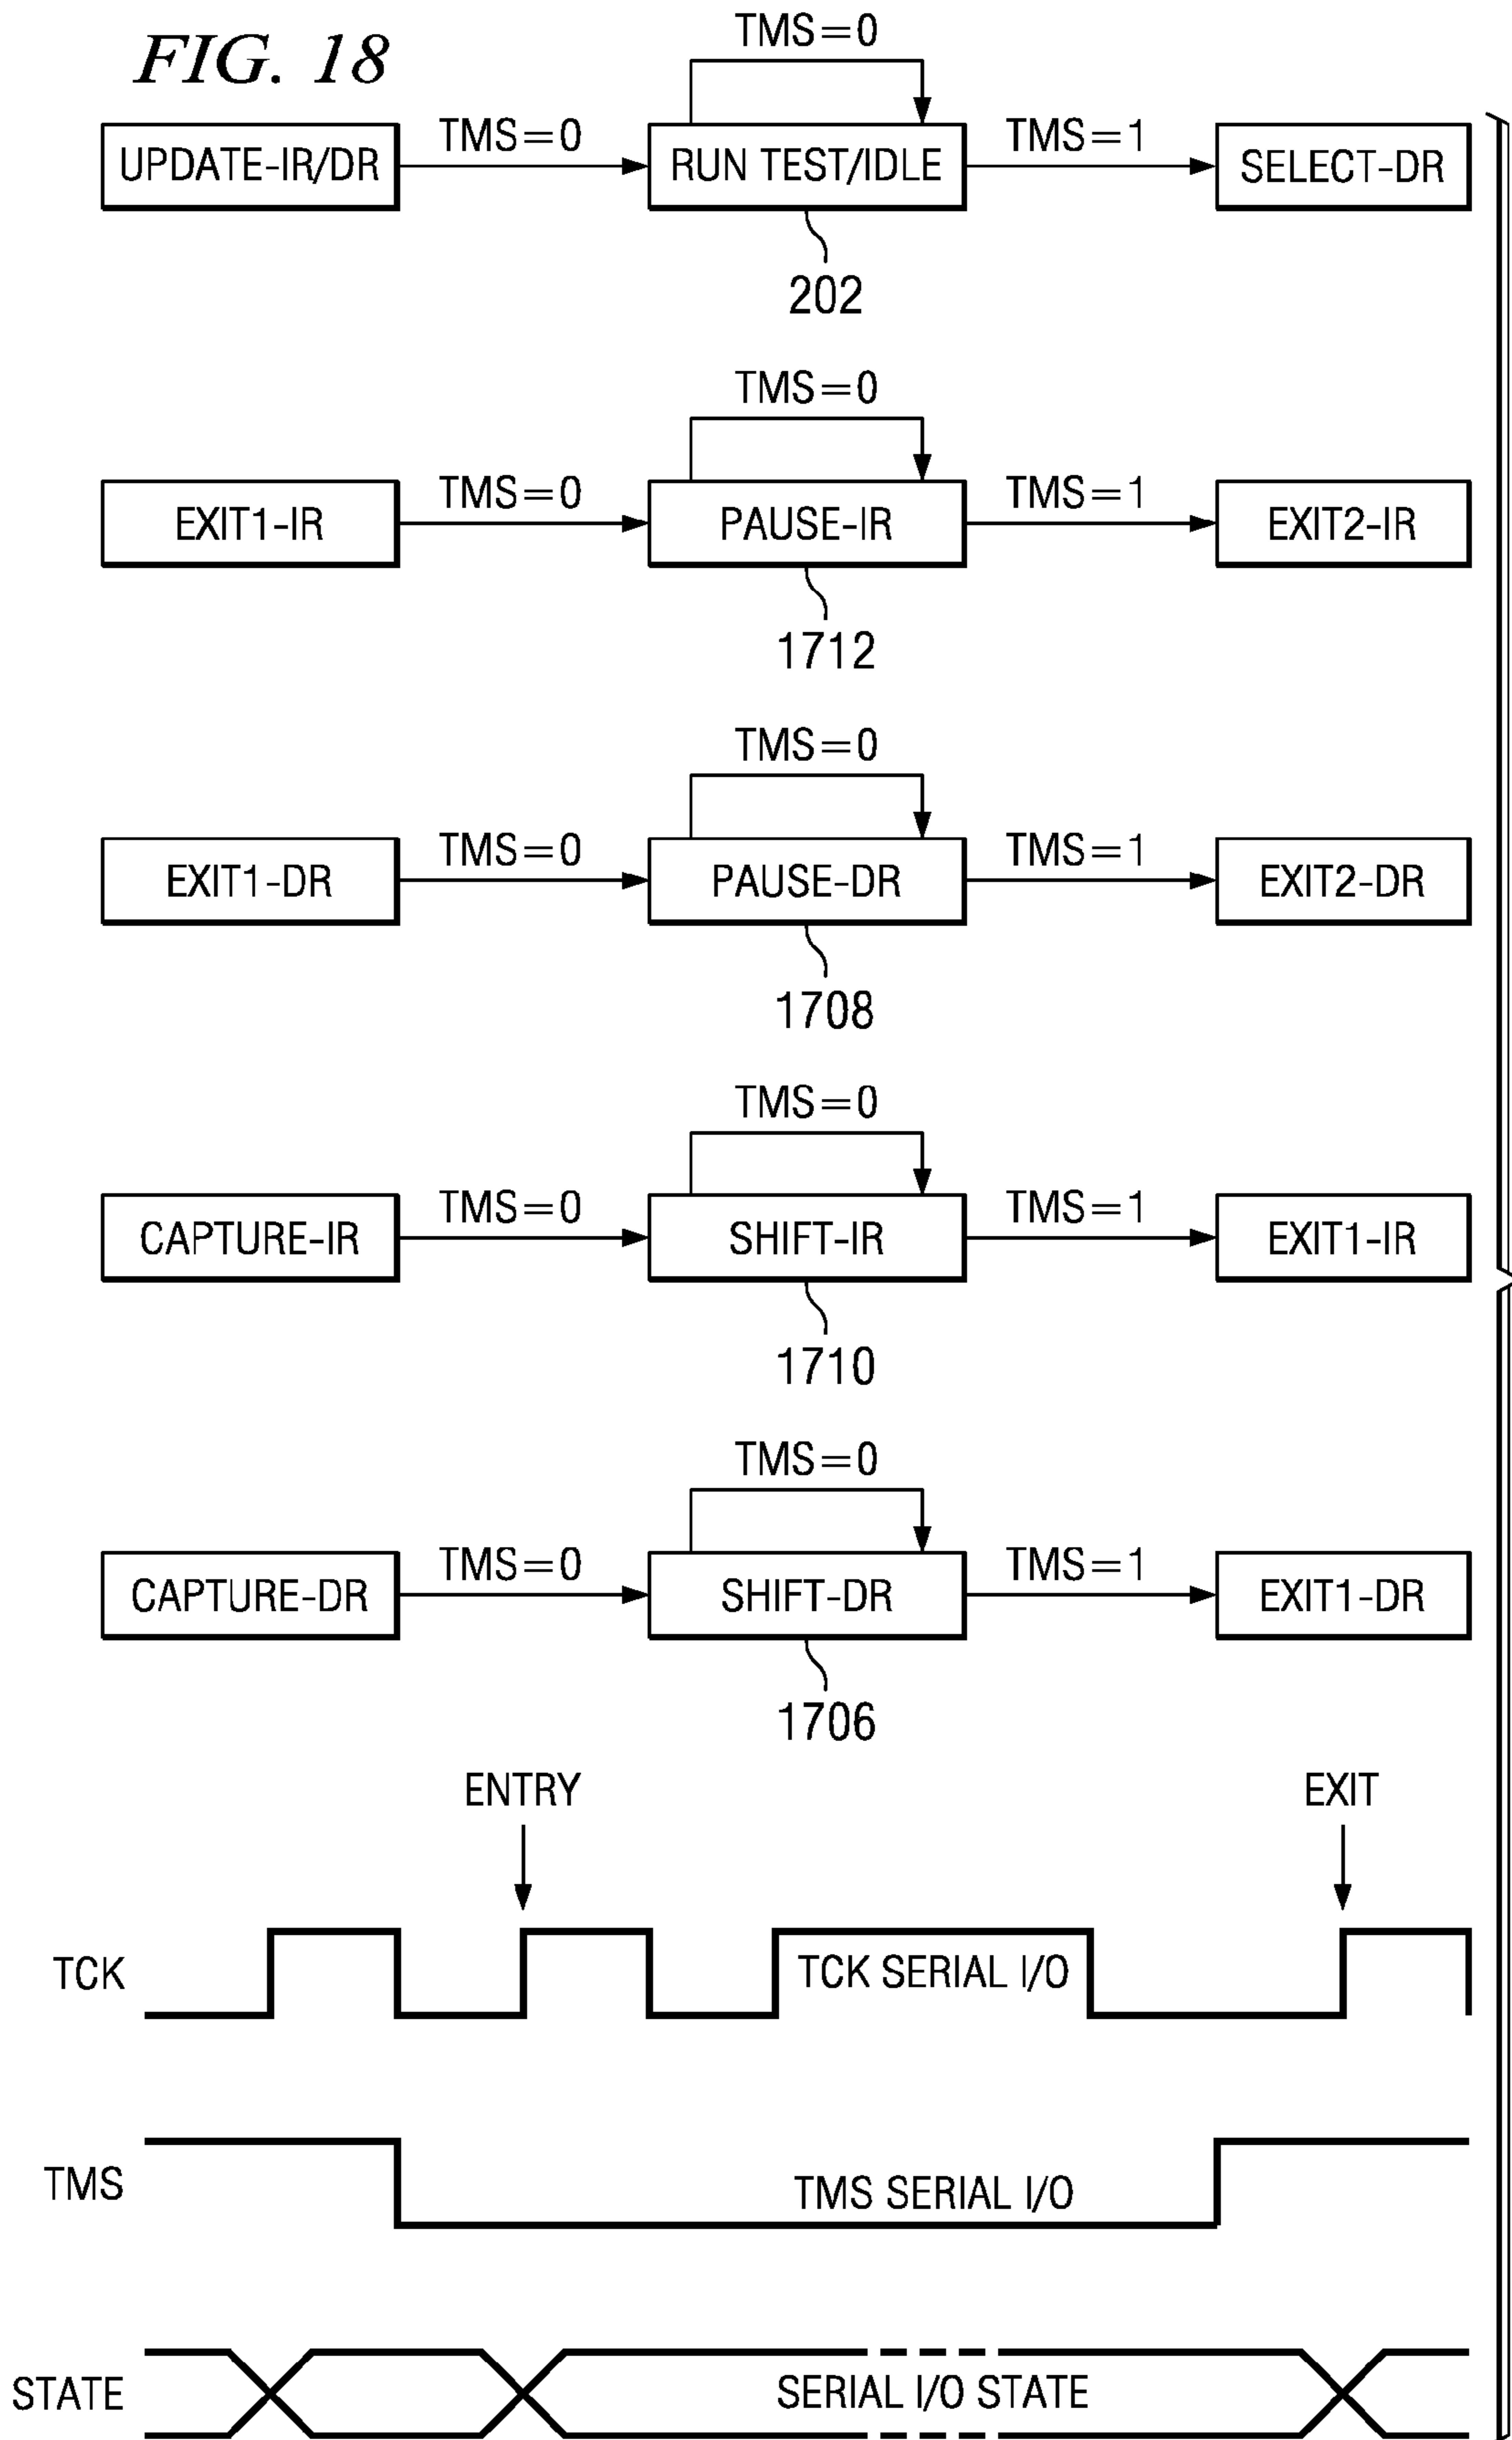 FIG. 18
TMS=0
UPDATE-IR/DR
TMS=0
RUN TEST/IDLE
TMS=1
SELECT-DR
202
TMS=0
EXIT1-IR
TMS=0
PAUSE-IR
TMS=1
EXIT2-IR
1712
TMS=0
EXIT1-DR
TMS=0
PAUSE-DR
TMS=1
EXIT2-DR
1708
TMS=0
CAPTURE-IR
TMS=0
SHIFT-IR
TMS=1
EXIT1-IR
1710
TMS=0
CAPTURE-DR
TMS=0
SHIFT-DR
TMS=1
EXIT1-DR
1706
ENTRY
EXIT
TCK
TCK SERIAL I/O
TMS
TMS SERIAL I/O
STATE
SERIAL I/O STATE